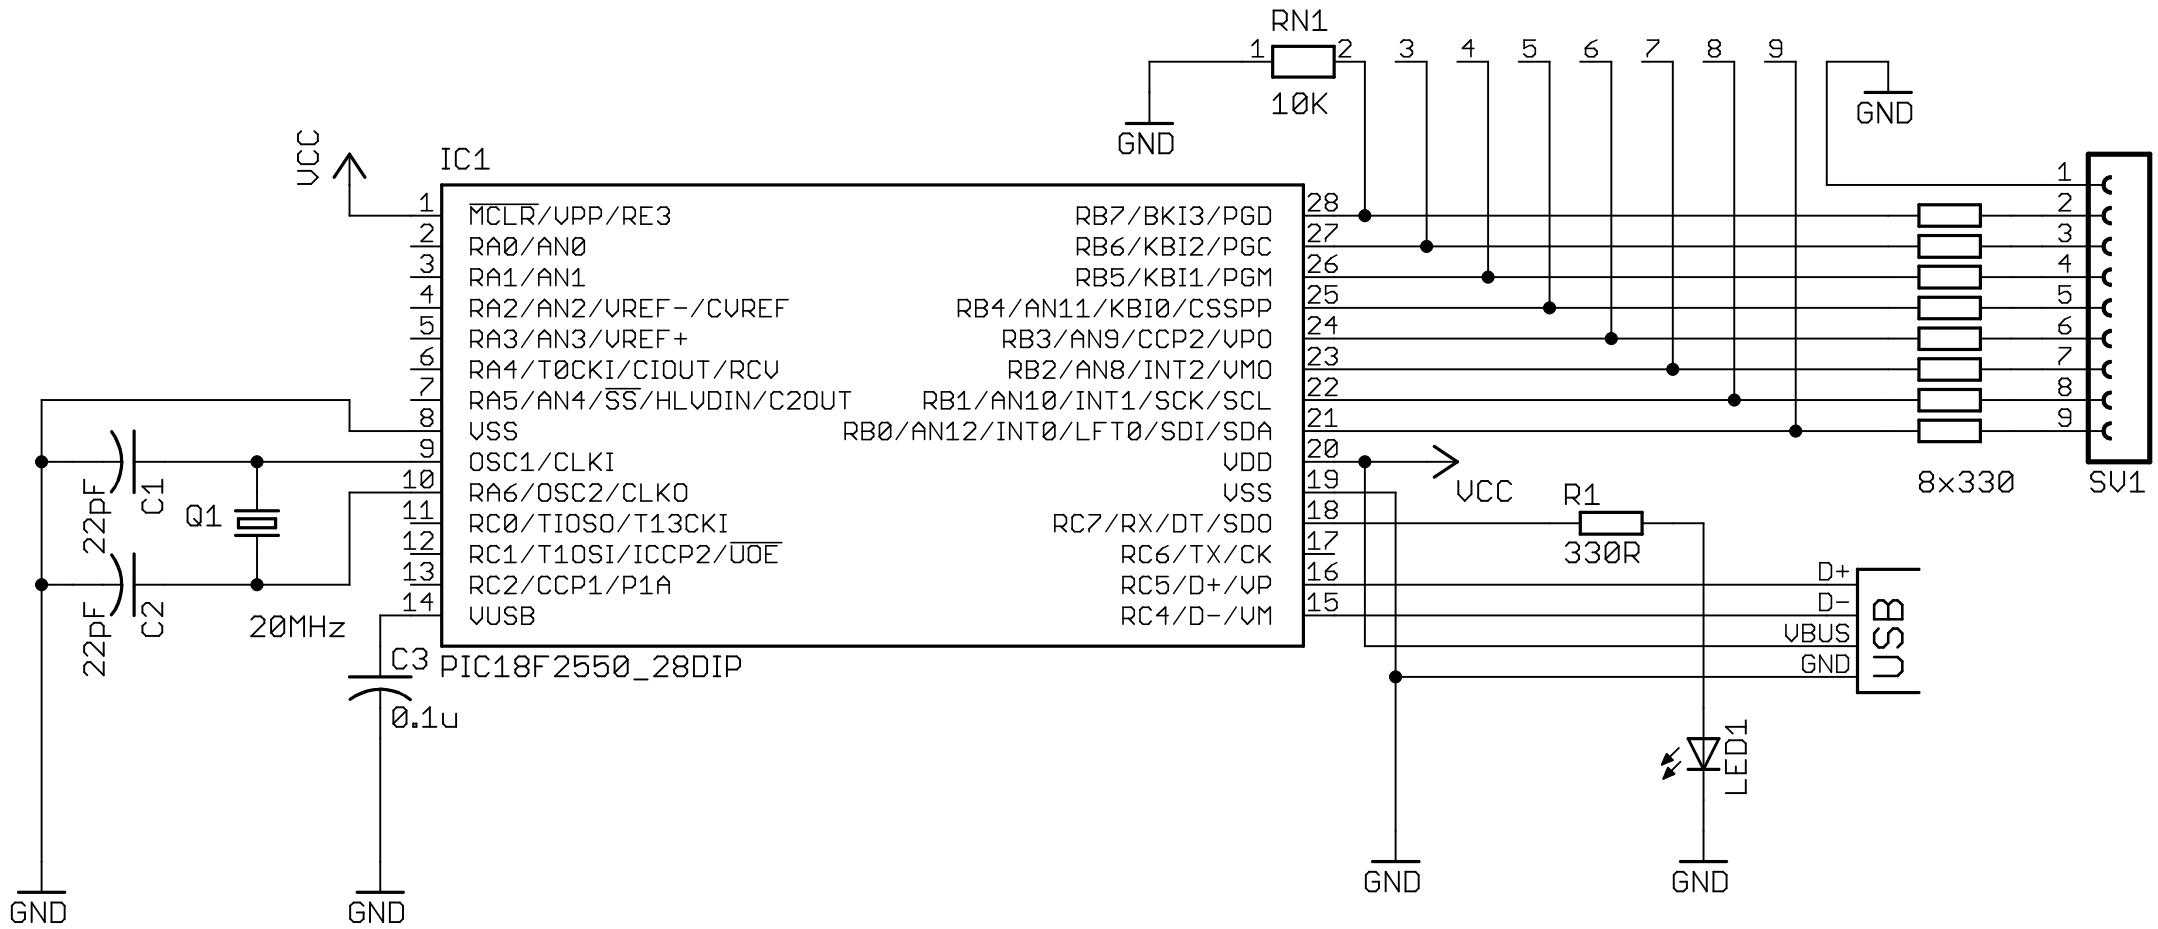 RN1
1 2 3 4 5 6 7 8 9
10K
GND
GND
VCC
IC1
1 MCLR/VPP/RE3 RB7/BKI3/PGD 28
2 RA0/AN0 RB6/KBI2/PGC 27
3 RA1/AN1 RB5/KBI1/PGM 26
4 RA2/AN2/VREF-/CVREF RB4/AN11/KBI0/CSSPP 25
5 RA3/AN3/VREF+ RB3/AN9/CCP2/VPO 24
6 RA4/T0CKI/CIOUT/RCV RB2/AN8/INT2/VMO 23
7 RA5/AN4/SS/HLVDIN/C2OUT RB1/AN10/INT1/SCK/SCL 22
8 VSS RB0/AN12/INT0/LFT0/SDI/SDA 21
9 OSC1/CLKI VDD 20
10 RA6/OSC2/CLKO VSS 19
11 RC0/TIOSO/T13CKI RC7/RX/DT/SDO 18
12 RC1/T1OSI/ICCP2/UOE RC6/TX/CK 17
13 RC2/CCP1/P1A RC5/D+/VP 16
14 VUSB RC4/D-/VM 15
PIC18F2550_28DIP
1
2
3
4
5
6
7
8
9
8x330
SV1
VCC
R1
330R
22pF
C1
Q1
22pF
C2
20MHz
C3
0.1u
D+
D-
VBUS
GND
USB
LED1
GND
GND
GND
GND